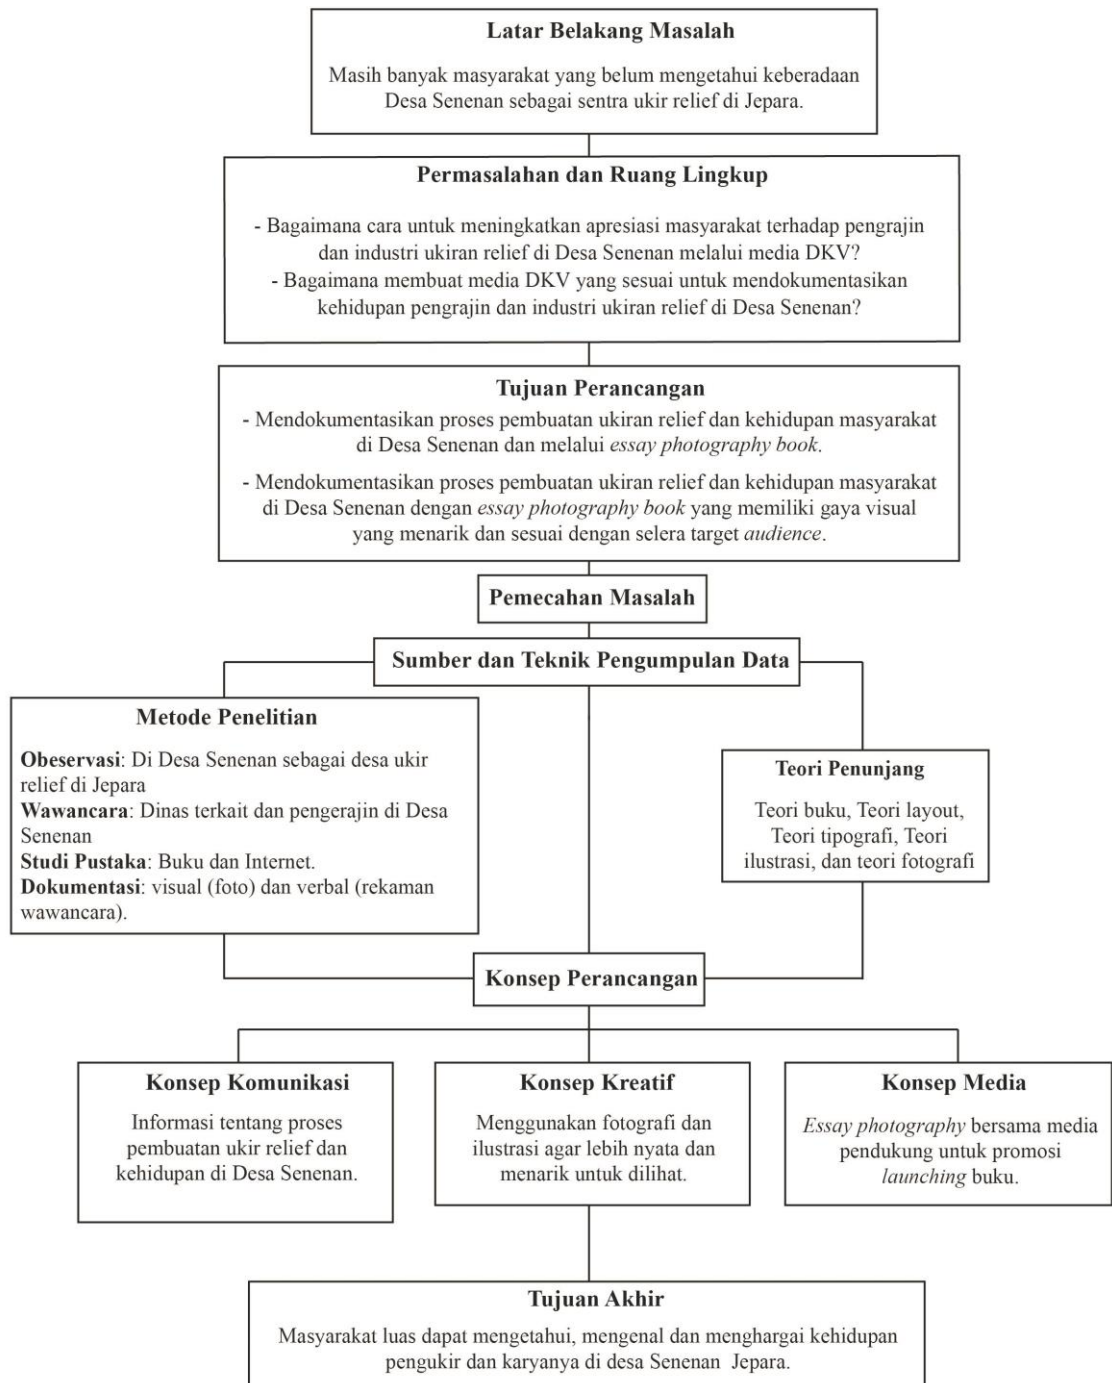 Latar Belakang Masalah
Masih banyak masyarakat yang belum mengetahui keberadaan
Desa Senenan sebagai sentra ukir relief di Jepara.
Permasalahan dan Ruang Lingkup
- Bagaimana cara untuk meningkatkan apresiasi masyarakat terhadap pengrajin
dan industri ukiran relief di Desa Senenan melalui media DKV?
- Bagaimana membuat media DKV yang sesuai untuk mendokumentasikan
kehidupan pengrajin dan industri ukiran relief di Desa Senenan?
Tujuan Perancangan
- Mendokumentasikan proses pembuatan ukiran relief dan kehidupan masyarakat
di Desa Senenan dan melalui essay photography book.
- Mendokumentasikan proses pembuatan ukiran relief dan kehidupan masyarakat
di Desa Senenan dengan essay photography book yang memiliki gaya visual
yang menarik dan sesuai dengan selera target audience.
Pemecahan Masalah
Sumber dan Teknik Pengumpulan Data
Metode Penelitian
Obeservasi: Di Desa Senenan sebagai desa ukir
relief di Jepara
Wawancara: Dinas terkait dan pengerajin di Desa
Senenan
Studi Pustaka: Buku dan Internet.
Dokumentasi: visual (foto) dan verbal (rekaman
wawancara).
Teori Penunjang
Teori buku, Teori layout,
Teori tipografi, Teori
ilustrasi, dan teori fotografi
Konsep Perancangan
Konsep Komunikasi
Informasi tentang proses
pembuatan ukir relief dan
kehidupan di Desa Senenan.
Konsep Kreatif
Menggunakan fotografi dan
ilustrasi agar lebih nyata dan
menarik untuk dilihat.
Konsep Media
Essay photography bersama media
pendukung untuk promosi
launching buku.
Tujuan Akhir
Masyarakat luas dapat mengetahui, mengenal dan menghargai kehidupan
pengukir dan karyanya di desa Senenan Jepara.